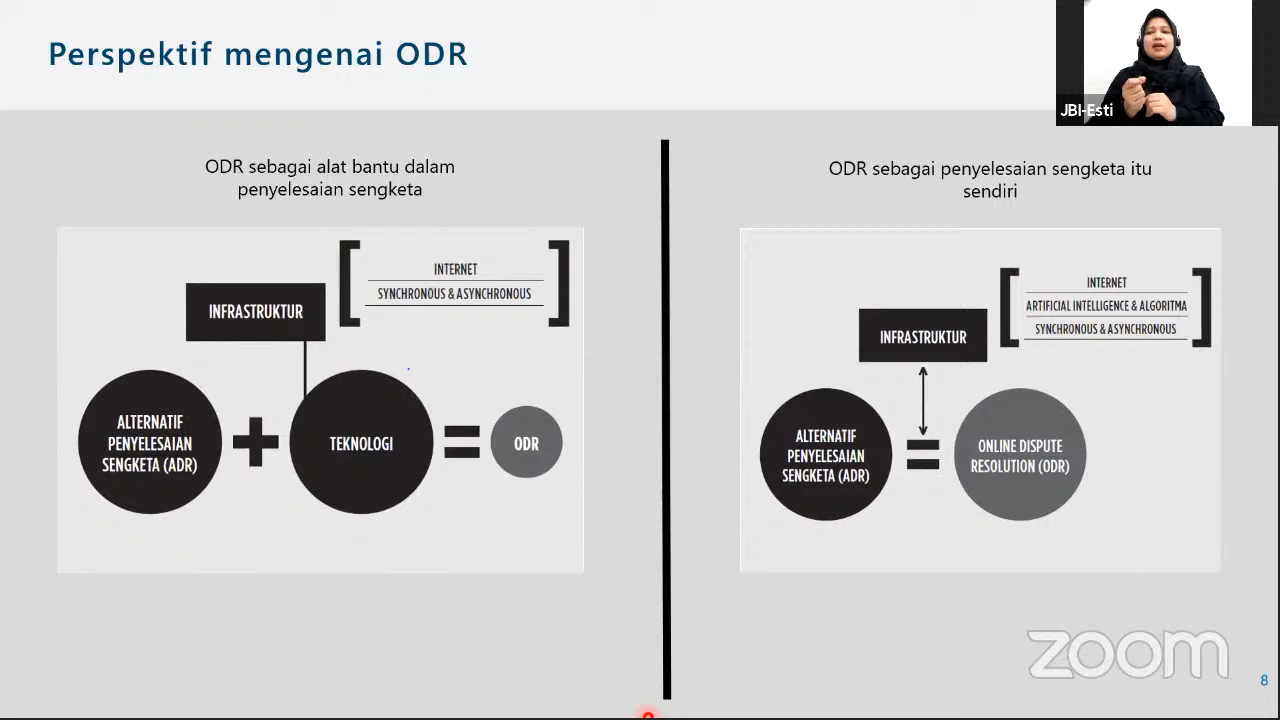 Perspektif mengenai ODR
JBI-Esti
ODR sebagai alat bantu dalam
penyelesaian sengketa
INTERNET
SYNCHRONOUS & ASYNCHRONOUS
INFRASTRUKTUR
ALTERNATIF
PENYELESAIAN
SENGKETA (ADR)
+
TEKNOLOGI
=
ODR
ODR sebagai penyelesaian sengketa itu
sendiri
INTERNET
ARTIFICIAL INTELLIGENCE & ALGORITMA
SYNCHRONOUS & ASYNCHRONOUS
INFRASTRUKTUR
ALTERNATIF
PENYELESAIAN
SENGKETA (ADR)
=
ONLINE DISPUTE
RESOLUTION (ODR)
zoom
8